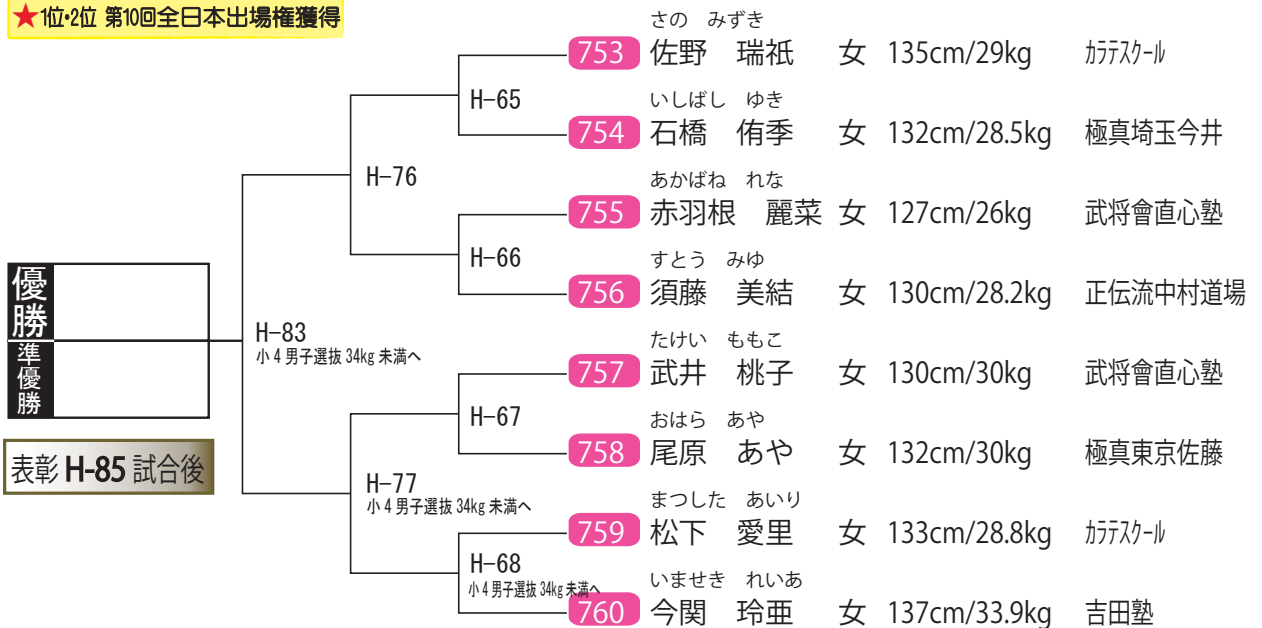 ★1位・2位 第10回全日本出場権獲得
さの みずき
753 佐野 瑞祇 女 135cm/29kg ｶﾗﾃｽｸｰﾙ
H-65
いしばし ゆき
754 石橋 侑季 女 132cm/28.5kg 極真埼玉今井
H-76
あかばね れな
755 赤羽根 麗菜 女 127cm/26kg 武将會直心塾
H-66
すとう みゆ
756 須藤 美結 女 130cm/28.2kg 正伝流中村道場
優勝
準優勝
H-83
小4男子選抜34kg未満へ
たけい ももこ
757 武井 桃子 女 130cm/30kg 武将會直心塾
H-67
おはら あや
758 尾原 あや 女 132cm/30kg 極真東京佐藤
表彰 H-85 試合後
H-77
小4男子選抜34kg未満へ
まつした あいり
759 松下 愛里 女 133cm/28.8kg ｶﾗﾃｽｸｰﾙ
H-68
小4男子選抜34kg未満へ
いませき れいあ
760 今関 玲亜 女 137cm/33.9kg 吉田塾